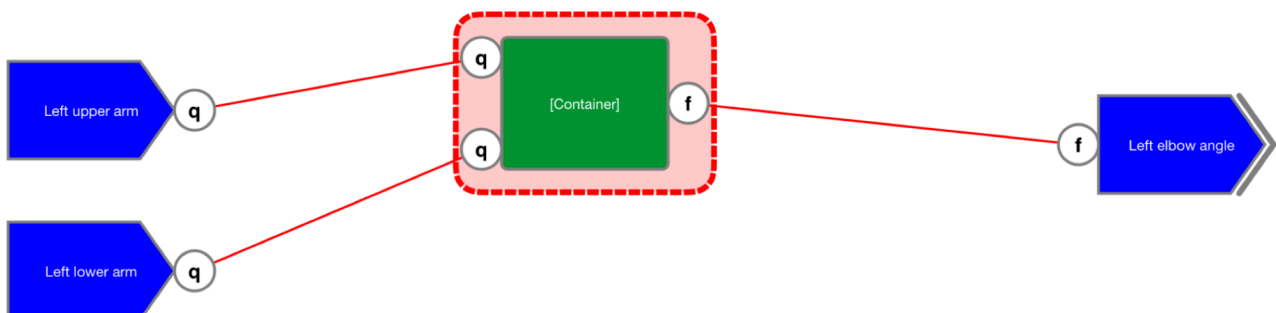 Left upper arm
q
q
[Container]
f
q
f
Left elbow angle
Left lower arm
q